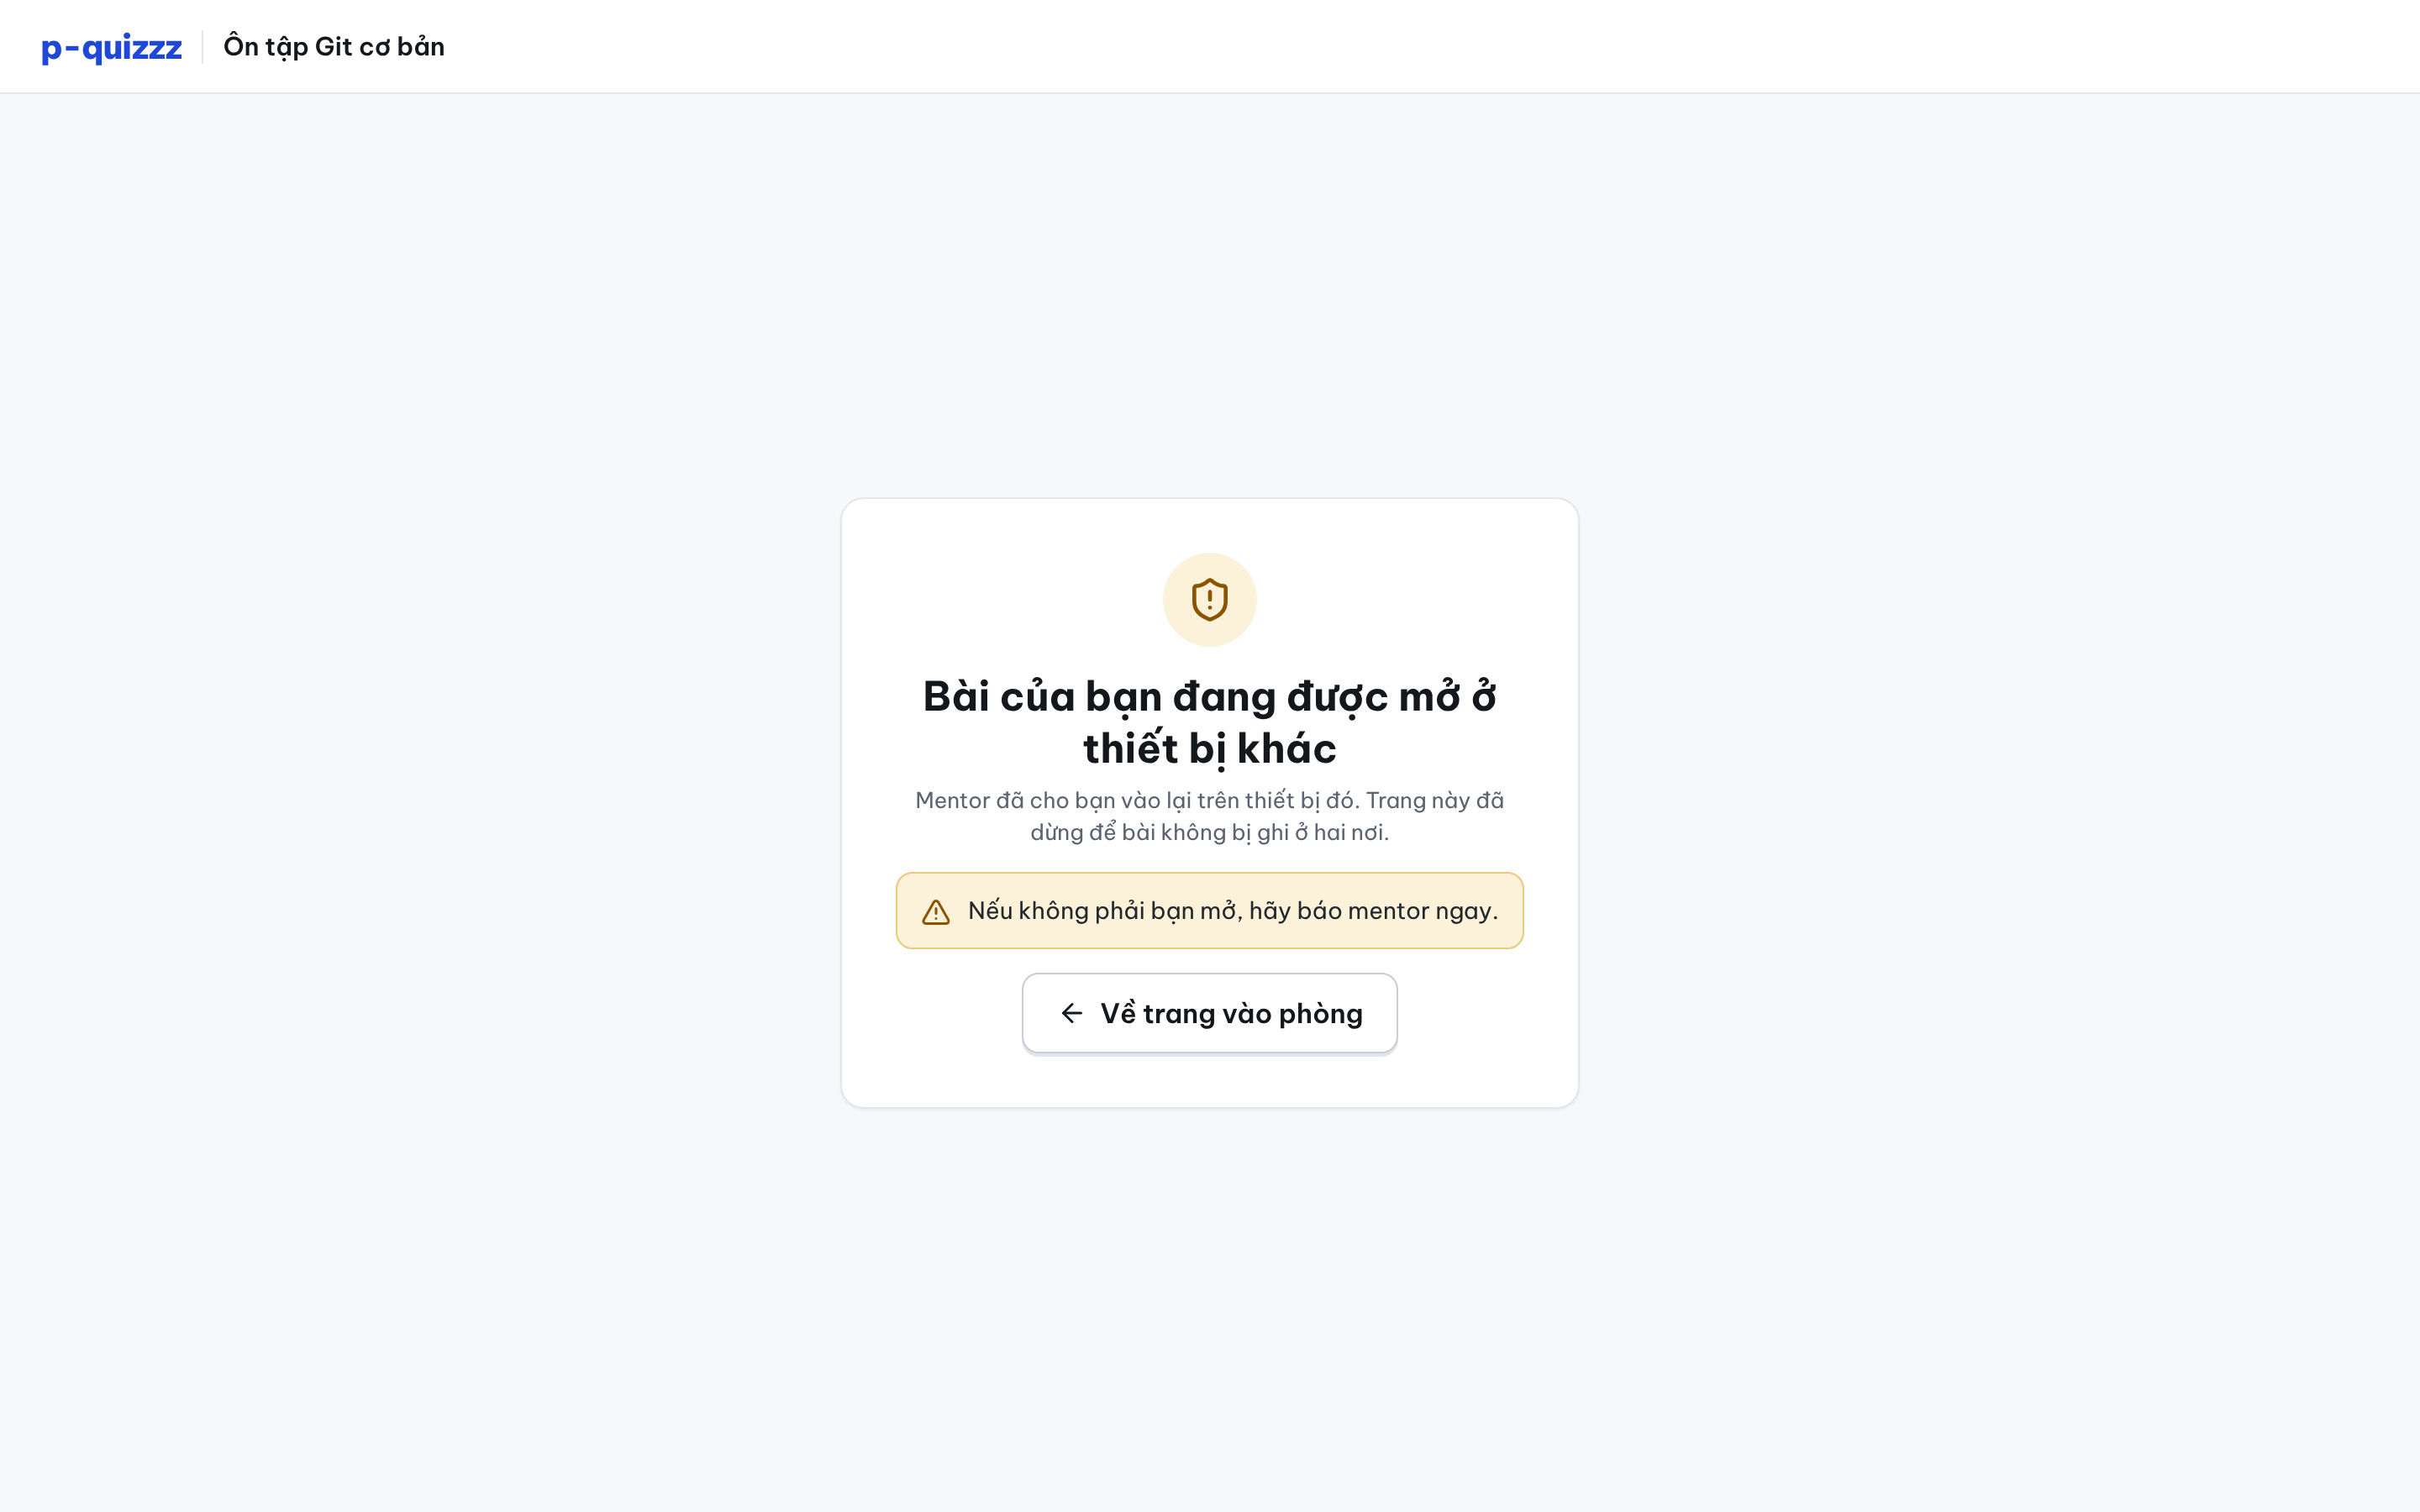 p-quizzz
Ôn tập Git cơ bản
Bài của bạn đang được mở ở
thiết bị khác
Mentor đã cho bạn vào lại trên thiết bị đó. Trang này đã
dừng để bài không bị ghi ở hai nơi.
Nếu không phải bạn mở, hãy báo mentor ngay.
Về trang vào phòng